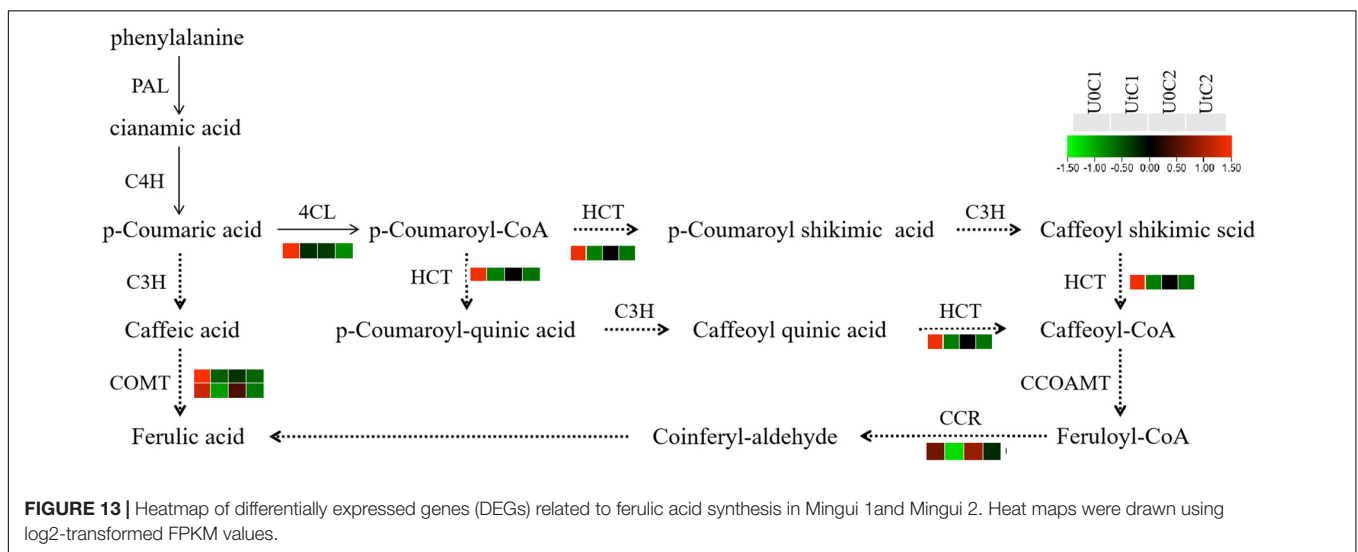 phenylalanine
PAL
cianamic acid
C4H
U0C1
UtC1
U0C2
UtC2
-1.50 -1.00 -0.50 0.00 0.50 1.00 1.50
p-Coumaric acid
4CL
p-Coumaroyl-CoA
HCT
p-Coumaroyl shikimic acid
C3H
Caffeoyl shikimic scid
C3H
HCT
HCT
Caffeic acid
p-Coumaroyl-quinic acid
C3H
Caffeoyl quinic acid
HCT
Caffeoyl-CoA
COMT
CCOAMT
Ferulic acid
Coinferyl-aldehyde
CCR
Feruloyl-CoA
FIGURE 13 | Heatmap of differentially expressed genes (DEGs) related to ferulic acid synthesis in Mingui 1and Mingui 2. Heat maps were drawn using
log2-transformed FPKM values.